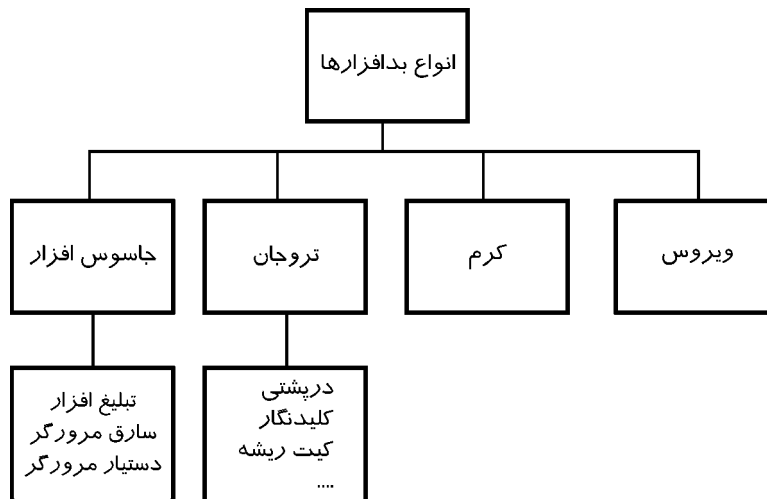 انواع بدافزارها
ویروس
کرم
تروجان
جاسوس افزار
درپشتی
کلیدنگار
کیت ریشه
....
تبلیغ افزار
سارق مرورگر
دستیار مرورگر